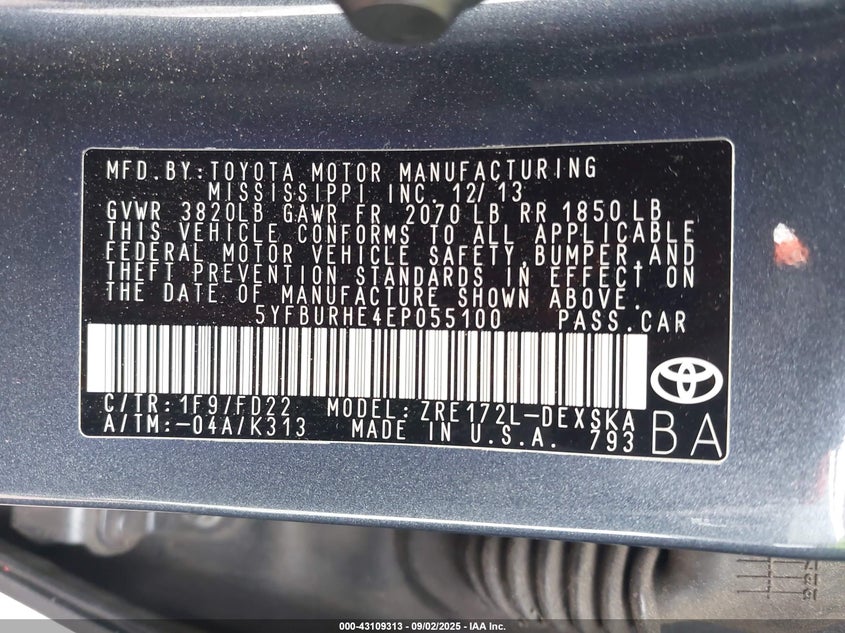 MFD.BY:TOYOTA MOTOR MANUFACTURING
MISSISSIPPI INC. 12/13
GVWR 3820LB GAWR FR 2070 LB RR 1850 LB
THIS VEHICLE CONFORMS TO ALL APPLICABLE
FEDERAL MOTOR VEHICLE SAFETY,BUMPER,AND
THEFT PREVENTION STANDARDS IN EFFECT ON
THE DATE OF MANUFACTURE SHOWN ABOVE.
5YFBURHE4EP055100 PASS.CAR
C/TR:1F9/FD22 MODEL:ZRE172L-DEXSKA
A/TM:-04A/K313 MADE IN U.S.A. 793
BA
000-43109313 - 09/02/2025 - IAA Inc.